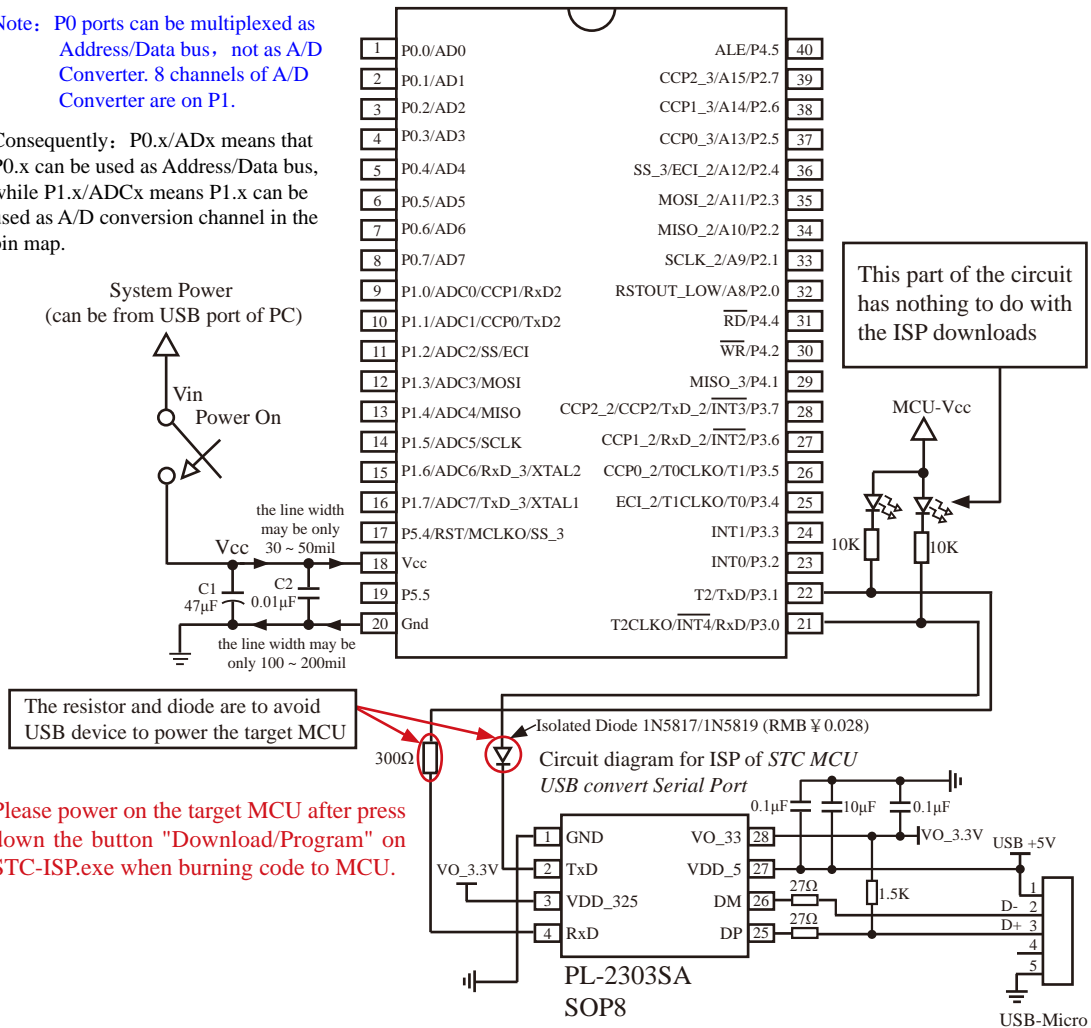 Note：P0 ports can be multiplexed as
Address/Data bus，not as A/D
Converter. 8 channels of A/D
Converter are on P1.
Consequently：P0.x/ADx means that
P0.x can be used as Address/Data bus,
while P1.x/ADCx means P1.x can be
used as A/D conversion channel in the
pin map.
System Power
(can be from USB port of PC)
Vin
Power On
the line width
may be only
30 ~ 50mil
Vcc
C1
47μF
C2
0.01μF
the line width may be
only 100 ~ 200mil
1 P0.0/AD0
2 P0.1/AD1
3 P0.2/AD2
4 P0.3/AD3
5 P0.4/AD4
6 P0.5/AD5
7 P0.6/AD6
8 P0.7/AD7
9 P1.0/ADC0/CCP1/RxD2
10 P1.1/ADC1/CCP0/TxD2
11 P1.2/ADC2/SS/ECI
12 P1.3/ADC3/MOSI
13 P1.4/ADC4/MISO
14 P1.5/ADC5/SCLK
15 P1.6/ADC6/RxD_3/XTAL2
16 P1.7/ADC7/TxD_3/XTAL1
17 P5.4/RST/MCLKO/SS_3
18 Vcc
19 P5.5
20 Gnd
ALE/P4.5 40
CCP2_3/A15/P2.7 39
CCP1_3/A14/P2.6 38
CCP0_3/A13/P2.5 37
SS_3/ECI_2/A12/P2.4 36
MOSI_2/A11/P2.3 35
MISO_2/A10/P2.2 34
SCLK_2/A9/P2.1 33
RSTOUT_LOW/A8/P2.0 32
RD/P4.4 31
WR/P4.2 30
MISO_3/P4.1 29
CCP2_2/CCP2/TxD_2/INT3/P3.7 28
CCP1_2/RxD_2/INT2/P3.6 27
CCP0_2/T0CLKO/T1/P3.5 26
ECI_2/T1CLKO/T0/P3.4 25
INT1/P3.3 24
INT0/P3.2 23
T2/TxD/P3.1 22
T2CLKO/INT4/RxD/P3.0 21
This part of the circuit
has nothing to do with
the ISP downloads
MCU-Vcc
10K
10K
The resistor and diode are to avoid
USB device to power the target MCU
300Ω
Isolated Diode 1N5817/1N5819 (RMB￥0.028)
Circuit diagram for ISP of STC MCU
USB convert Serial Port
Please power on the target MCU after press
down the button "Download/Program" on
STC-ISP.exe when burning code to MCU.
0.1μF
10μF
0.1μF
VO_3.3V
VO_3.3V
USB +5V
1 GND
2 TxD
3 VDD_325
4 RxD
VO_33 28
VDD_5 27
DM 26
DP 25
27Ω
27Ω
1.5K
1
D- 2
D+ 3
4
5
PL-2303SA
SOP8
USB-Micro